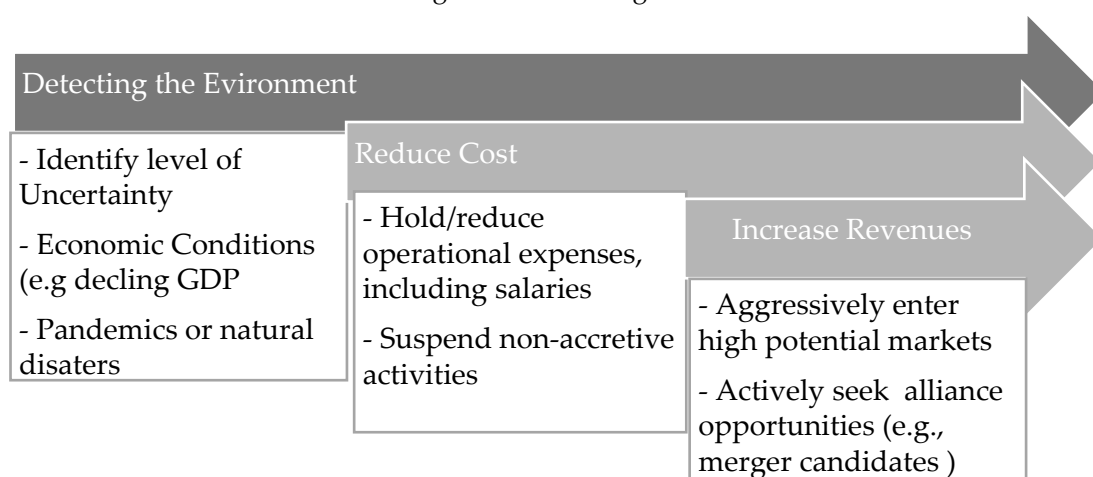 Detecting the Evironment
- Identify level of
Uncertainty
- Economic Conditions
(e.g decling GDP
- Pandemics or natural
disaters
Reduce Cost
- Hold/reduce
operational expenses,
including salaries
- Suspend non-accretive
activities
Increase Revenues
- Aggressively enter
high potential markets
- Actively seek alliance
opportunities (e.g.,
merger candidates )